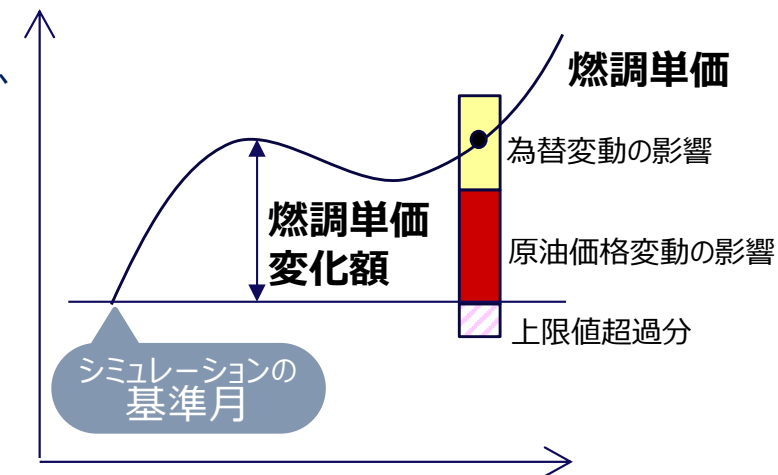 燃調単価
為替変動の影響
燃調単価
変化額
原油価格変動の影響
上限値超過分
シミュレーションの
基準月